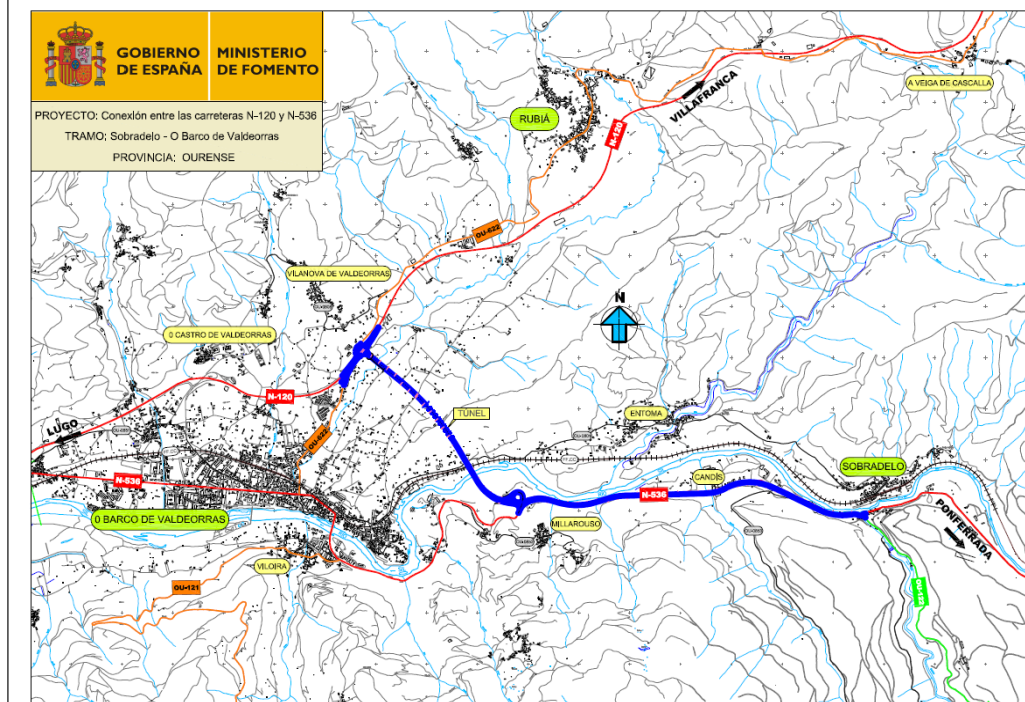 GOBIERNO
DE ESPAÑA
MINISTERIO
DE FOMENTO
PROYECTO: Conexión entre las carreteras N-120 y N-536
TRAMO: Sobradelo - O Barco de Valdeorras
PROVINCIA: OURENSE
A VEIGA DE CASCALLA
VILLAFRANCA
RUBIÁ
N-120
OU-622
VILANOVA DE VALDEORRAS
N
O CASTRO DE VALDEORRAS
N-120
LUGO
TÚNEL
ENTOMA
OU-622
N-536
SOBRADELO
CANDÍS
N-536
O BARCO DE VALDEORRAS
MILLAROUSO
PONFERRADA
VILOIRA
OU-121